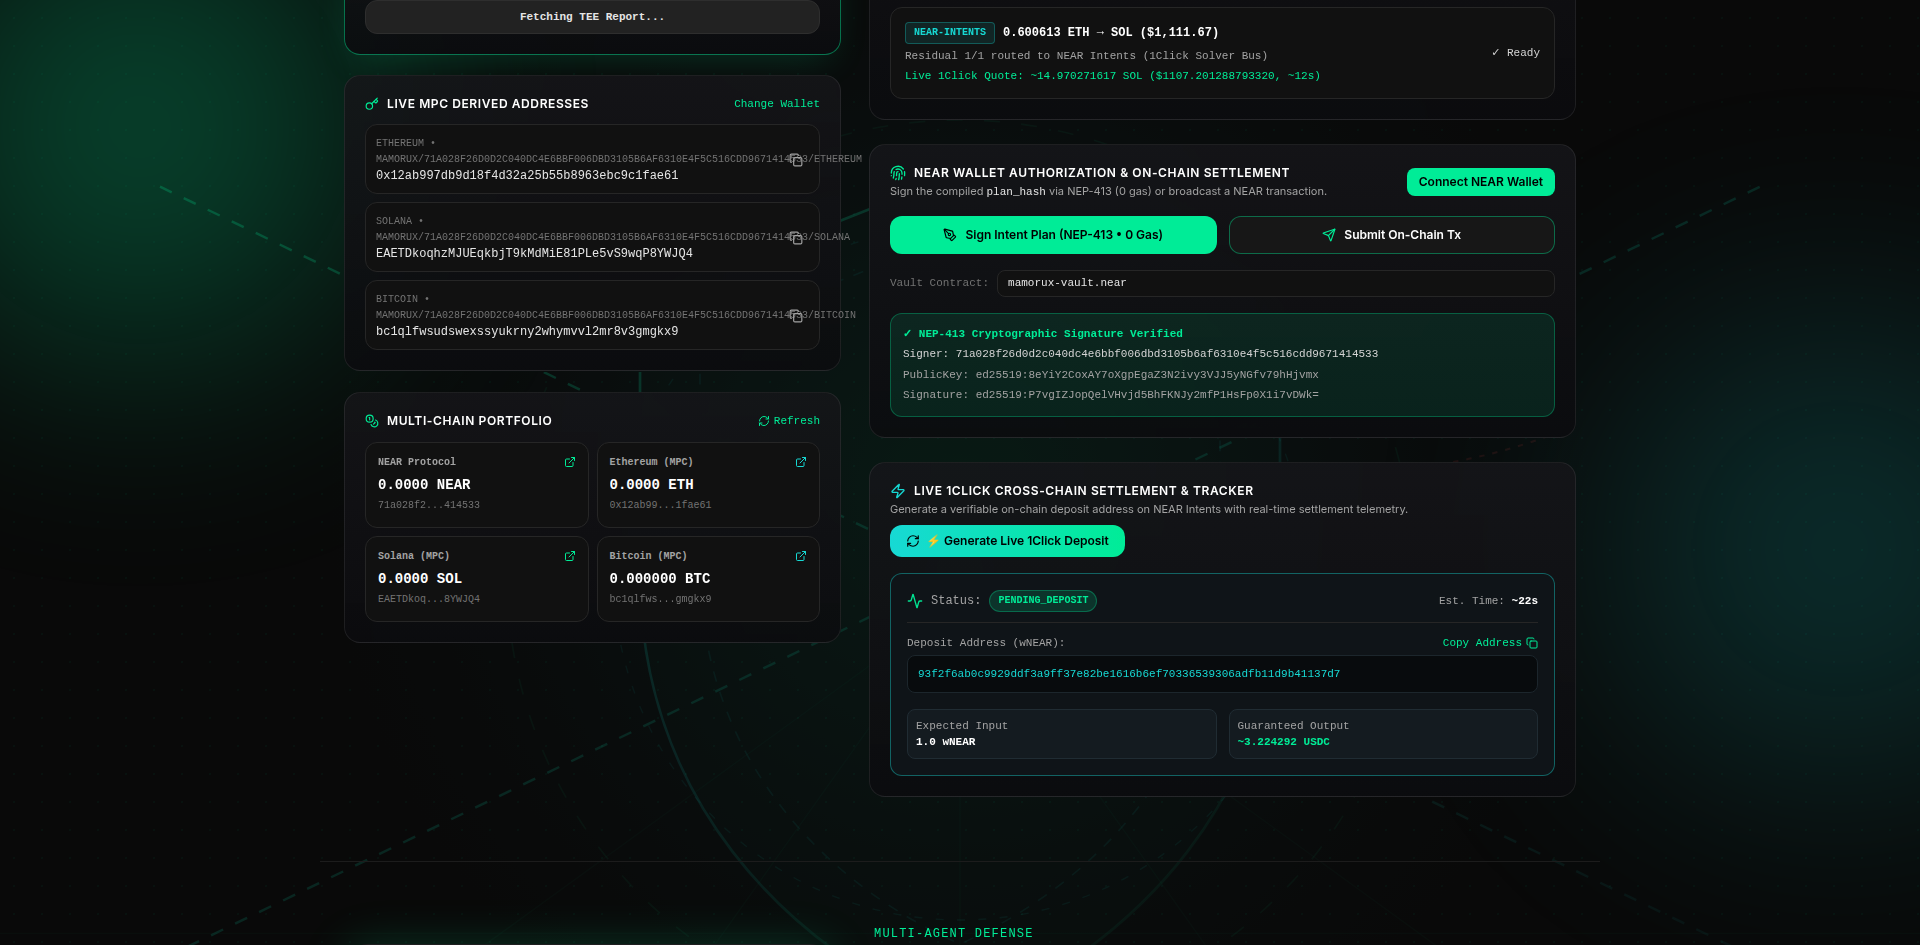 Fetching TEE Report...
LIVE MPC DERIVED ADDRESSES
Change Wallet
ETHEREUM •
MAMORUX/71A028F26D0D2C040DC4E6BBF006DBD3105B6AF6310E4F5C516CDD9671414533/ETHEREUM
0x12ab997db9d18f4d32a25b55b8963ebc9c1fae61
SOLANA •
MAMORUX/71A028F26D0D2C040DC4E6BBF006DBD3105B6AF6310E4F5C516CDD9671414533/SOLANA
EAETDkoqhzMJUEqkbjT9kMdMiE81PLe5vS9wqP8YWJQ4
BITCOIN •
MAMORUX/71A028F26D0D2C040DC4E6BBF006DBD3105B6AF6310E4F5C516CDD9671414533/BITCOIN
bc1qlfwsudswexssyukrny2whymvvl2mr8v3gmgkx9
MULTI-CHAIN PORTFOLIO
Refresh
NEAR Protocol
0.0000 NEAR
71a028f2...414533
Ethereum (MPC)
0.0000 ETH
0x12ab99...1fae61
Solana (MPC)
0.0000 SOL
EAETDkoq...8YWJQ4
Bitcoin (MPC)
0.000000 BTC
bc1qlfws...gmgkx9
NEAR-INTENTS 0.600613 ETH → SOL ($1,111.67)
Residual 1/1 routed to NEAR Intents (1Click Solver Bus)
Live 1Click Quote: ~14.970271617 SOL ($1107.201288793320, ~12s)
✓ Ready
NEAR WALLET AUTHORIZATION & ON-CHAIN SETTLEMENT
Sign the compiled plan_hash via NEP-413 (0 gas) or broadcast a NEAR transaction.
Connect NEAR Wallet
Sign Intent Plan (NEP-413 • 0 Gas)
Submit On-Chain Tx
Vault Contract: mamorux-vault.near
✓ NEP-413 Cryptographic Signature Verified
Signer: 71a028f26d0d2c040dc4e6bbf006dbd3105b6af6310e4f5c516cdd9671414533
PublicKey: ed25519:8eYiY2CoxAY7oXgpEgaZ3N2ivy3VJJ5yNGfv79hHjvmx
Signature: ed25519:P7vgIZJopQelVHvjd5BhFKNJy2mfP1HsFp0X1i7vDWk=
LIVE 1CLICK CROSS-CHAIN SETTLEMENT & TRACKER
Generate a verifiable on-chain deposit address on NEAR Intents with real-time settlement telemetry.
⚡ Generate Live 1Click Deposit
Status: PENDING_DEPOSIT
Est. Time: ~22s
Deposit Address (wNEAR):
Copy Address
93f2f6ab0c9929ddf3a9ff37e82be1616b6ef70336539306adfb11d9b41137d7
Expected Input
1.0 wNEAR
Guaranteed Output
~3.224292 USDC
MULTI-AGENT DEFENSE